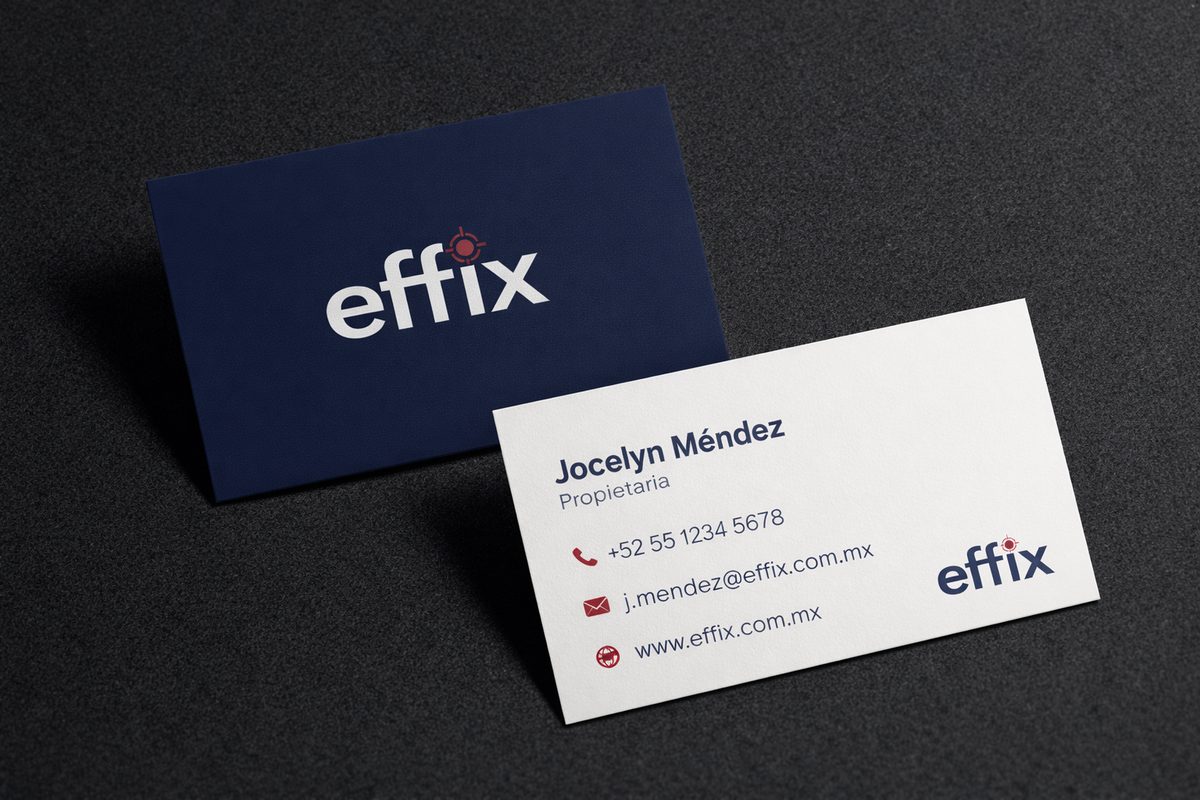 effix
Jocelyn Méndez
Propietaria
+52 55 1234 5678
j.mendez@effix.com.mx
www.effix.com.mx
effix